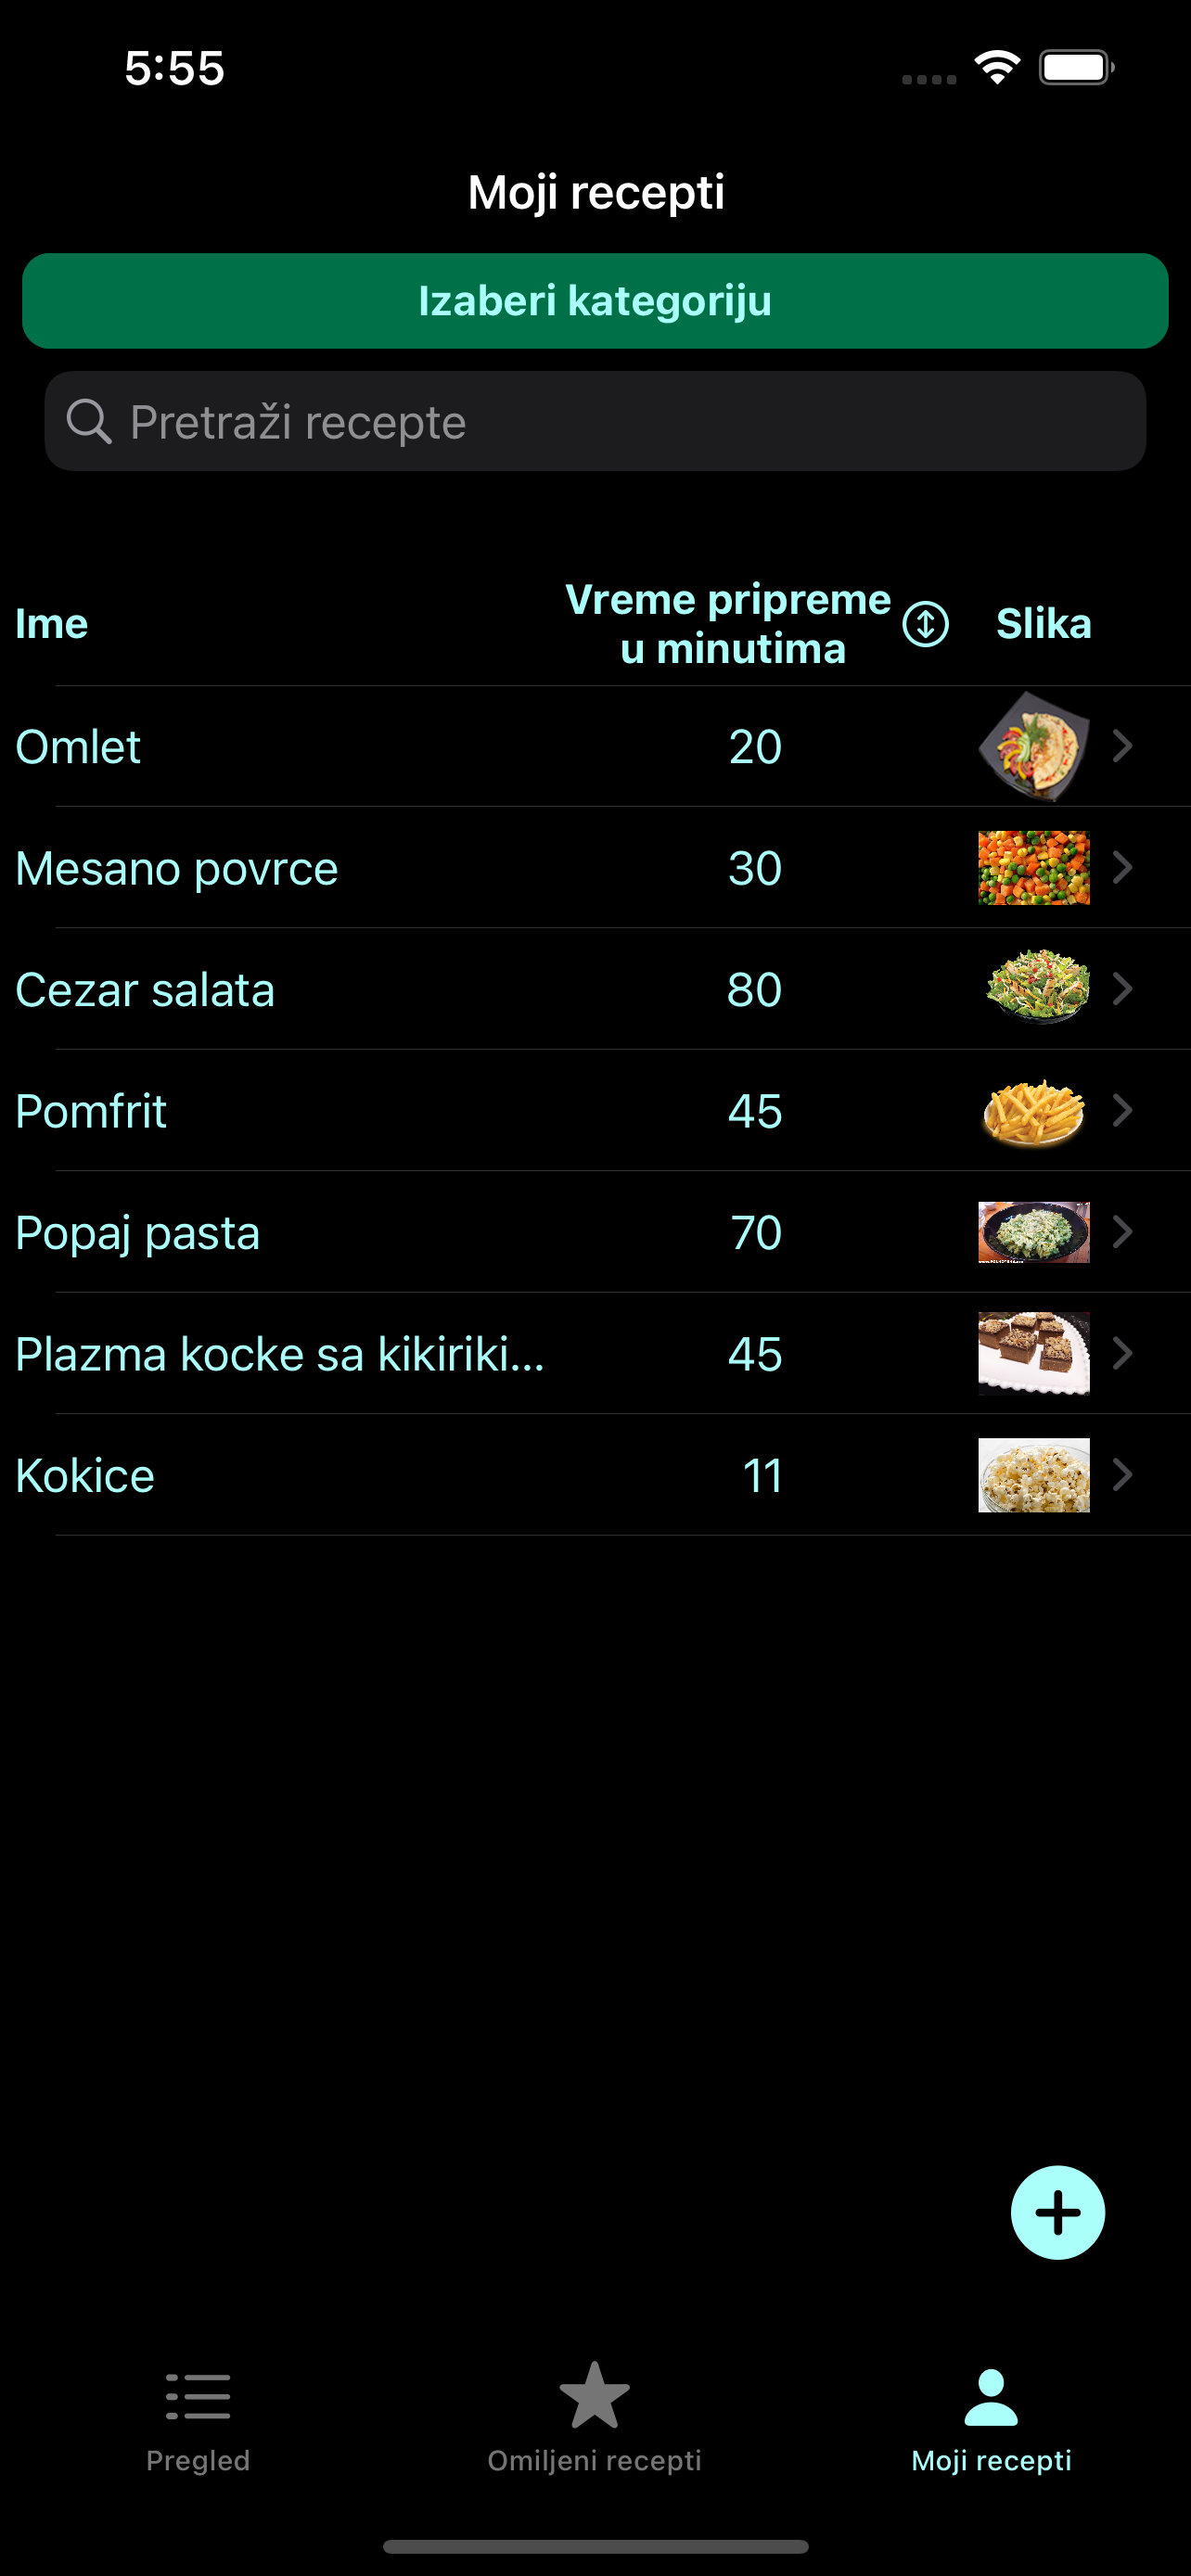 5:55
Moji recepti
Izaberi kategoriju
Pretraži recepte
Ime
Vreme pripreme
u minutima
Slika
Omlet
20
Mesano povrce
30
Cezar salata
80
Pomfrit
45
Popaj pasta
70
Plazma kocke sa kikiriki...
45
Kokice
11
Pregled
Omiljeni recepti
Moji recepti